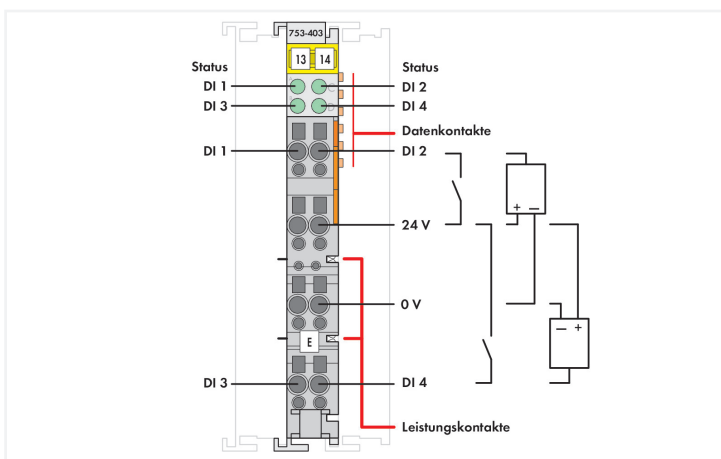 753-403
13 14
Status Status
DI 1 DI 2
DI 3 DI 4
Datenkontakte
DI 1 DI 2
+ −
24 V
0 V
− +
E
DI 3 DI 4
Leistungskontakte